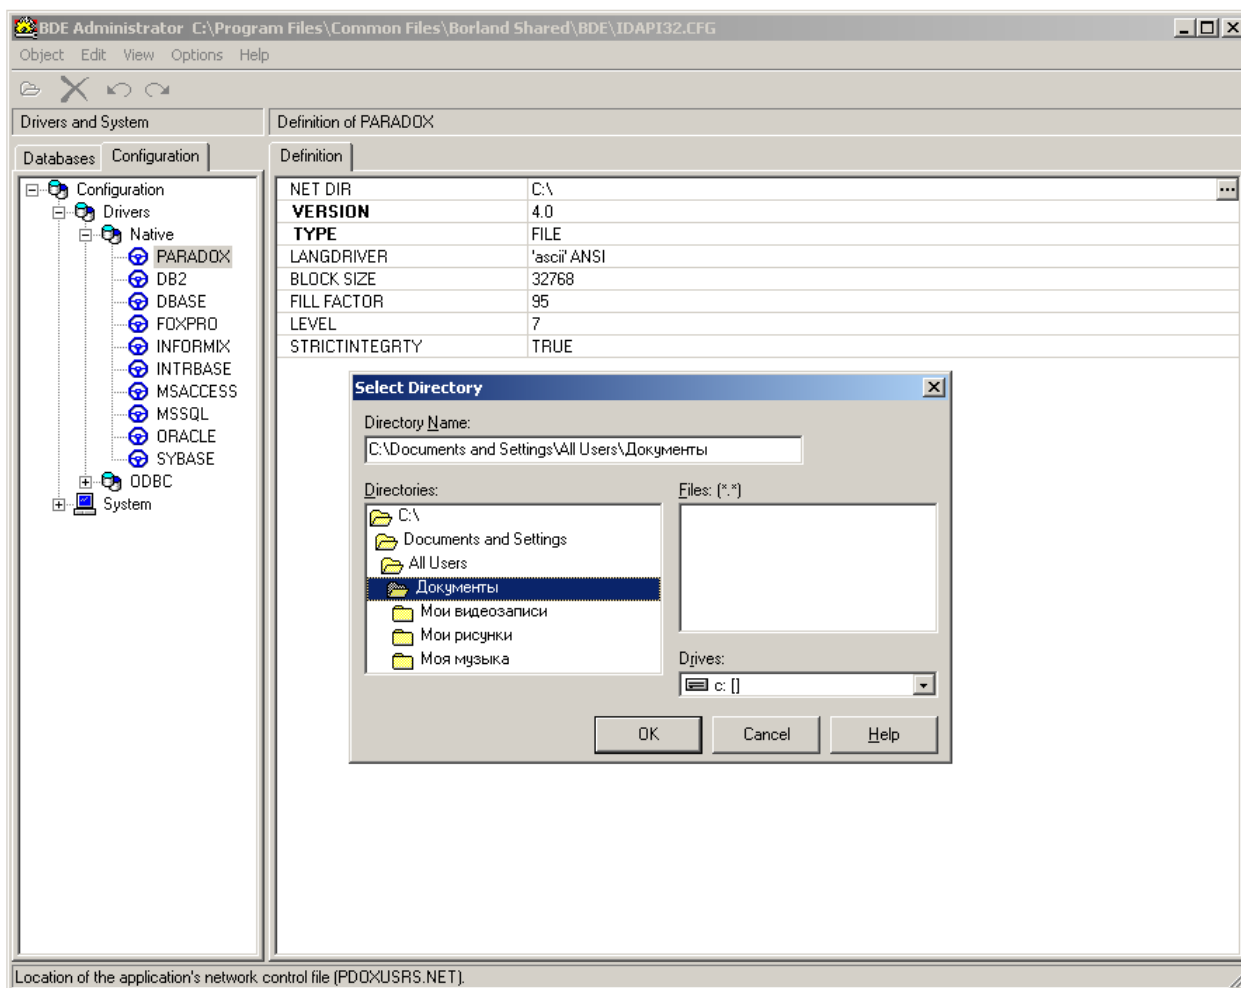 BDE Administrator C:\Program Files\Common Files\Borland Shared\BDE\IDAPI32.CFG
Object Edit View Options Help
Drivers and System
Definition of PARADOX
Databases Configuration
Definition
Configuration
Drivers
Native
PARADOX
DB2
DBASE
FOXPRO
INFORMIX
INTRBASE
MSACCESS
MSSQL
ORACLE
SYBASE
ODBC
System
NET DIR C:\
VERSION 4.0
TYPE FILE
LANGDRIVER 'ascii' ANSI
BLOCK SIZE 32768
FILL FACTOR 95
LEVEL 7
STRICTINTEGRTY TRUE
Select Directory
Directory Name:
C:\Documents and Settings\All Users\Документы
Directories:
C:\
Documents and Settings
All Users
Документы
Мои видеозаписи
Мои рисунки
Моя музыка
Files: (*.*)
Drives:
c: []
OK Cancel Help
Location of the application's network control file (PDOXUSRS.NET).